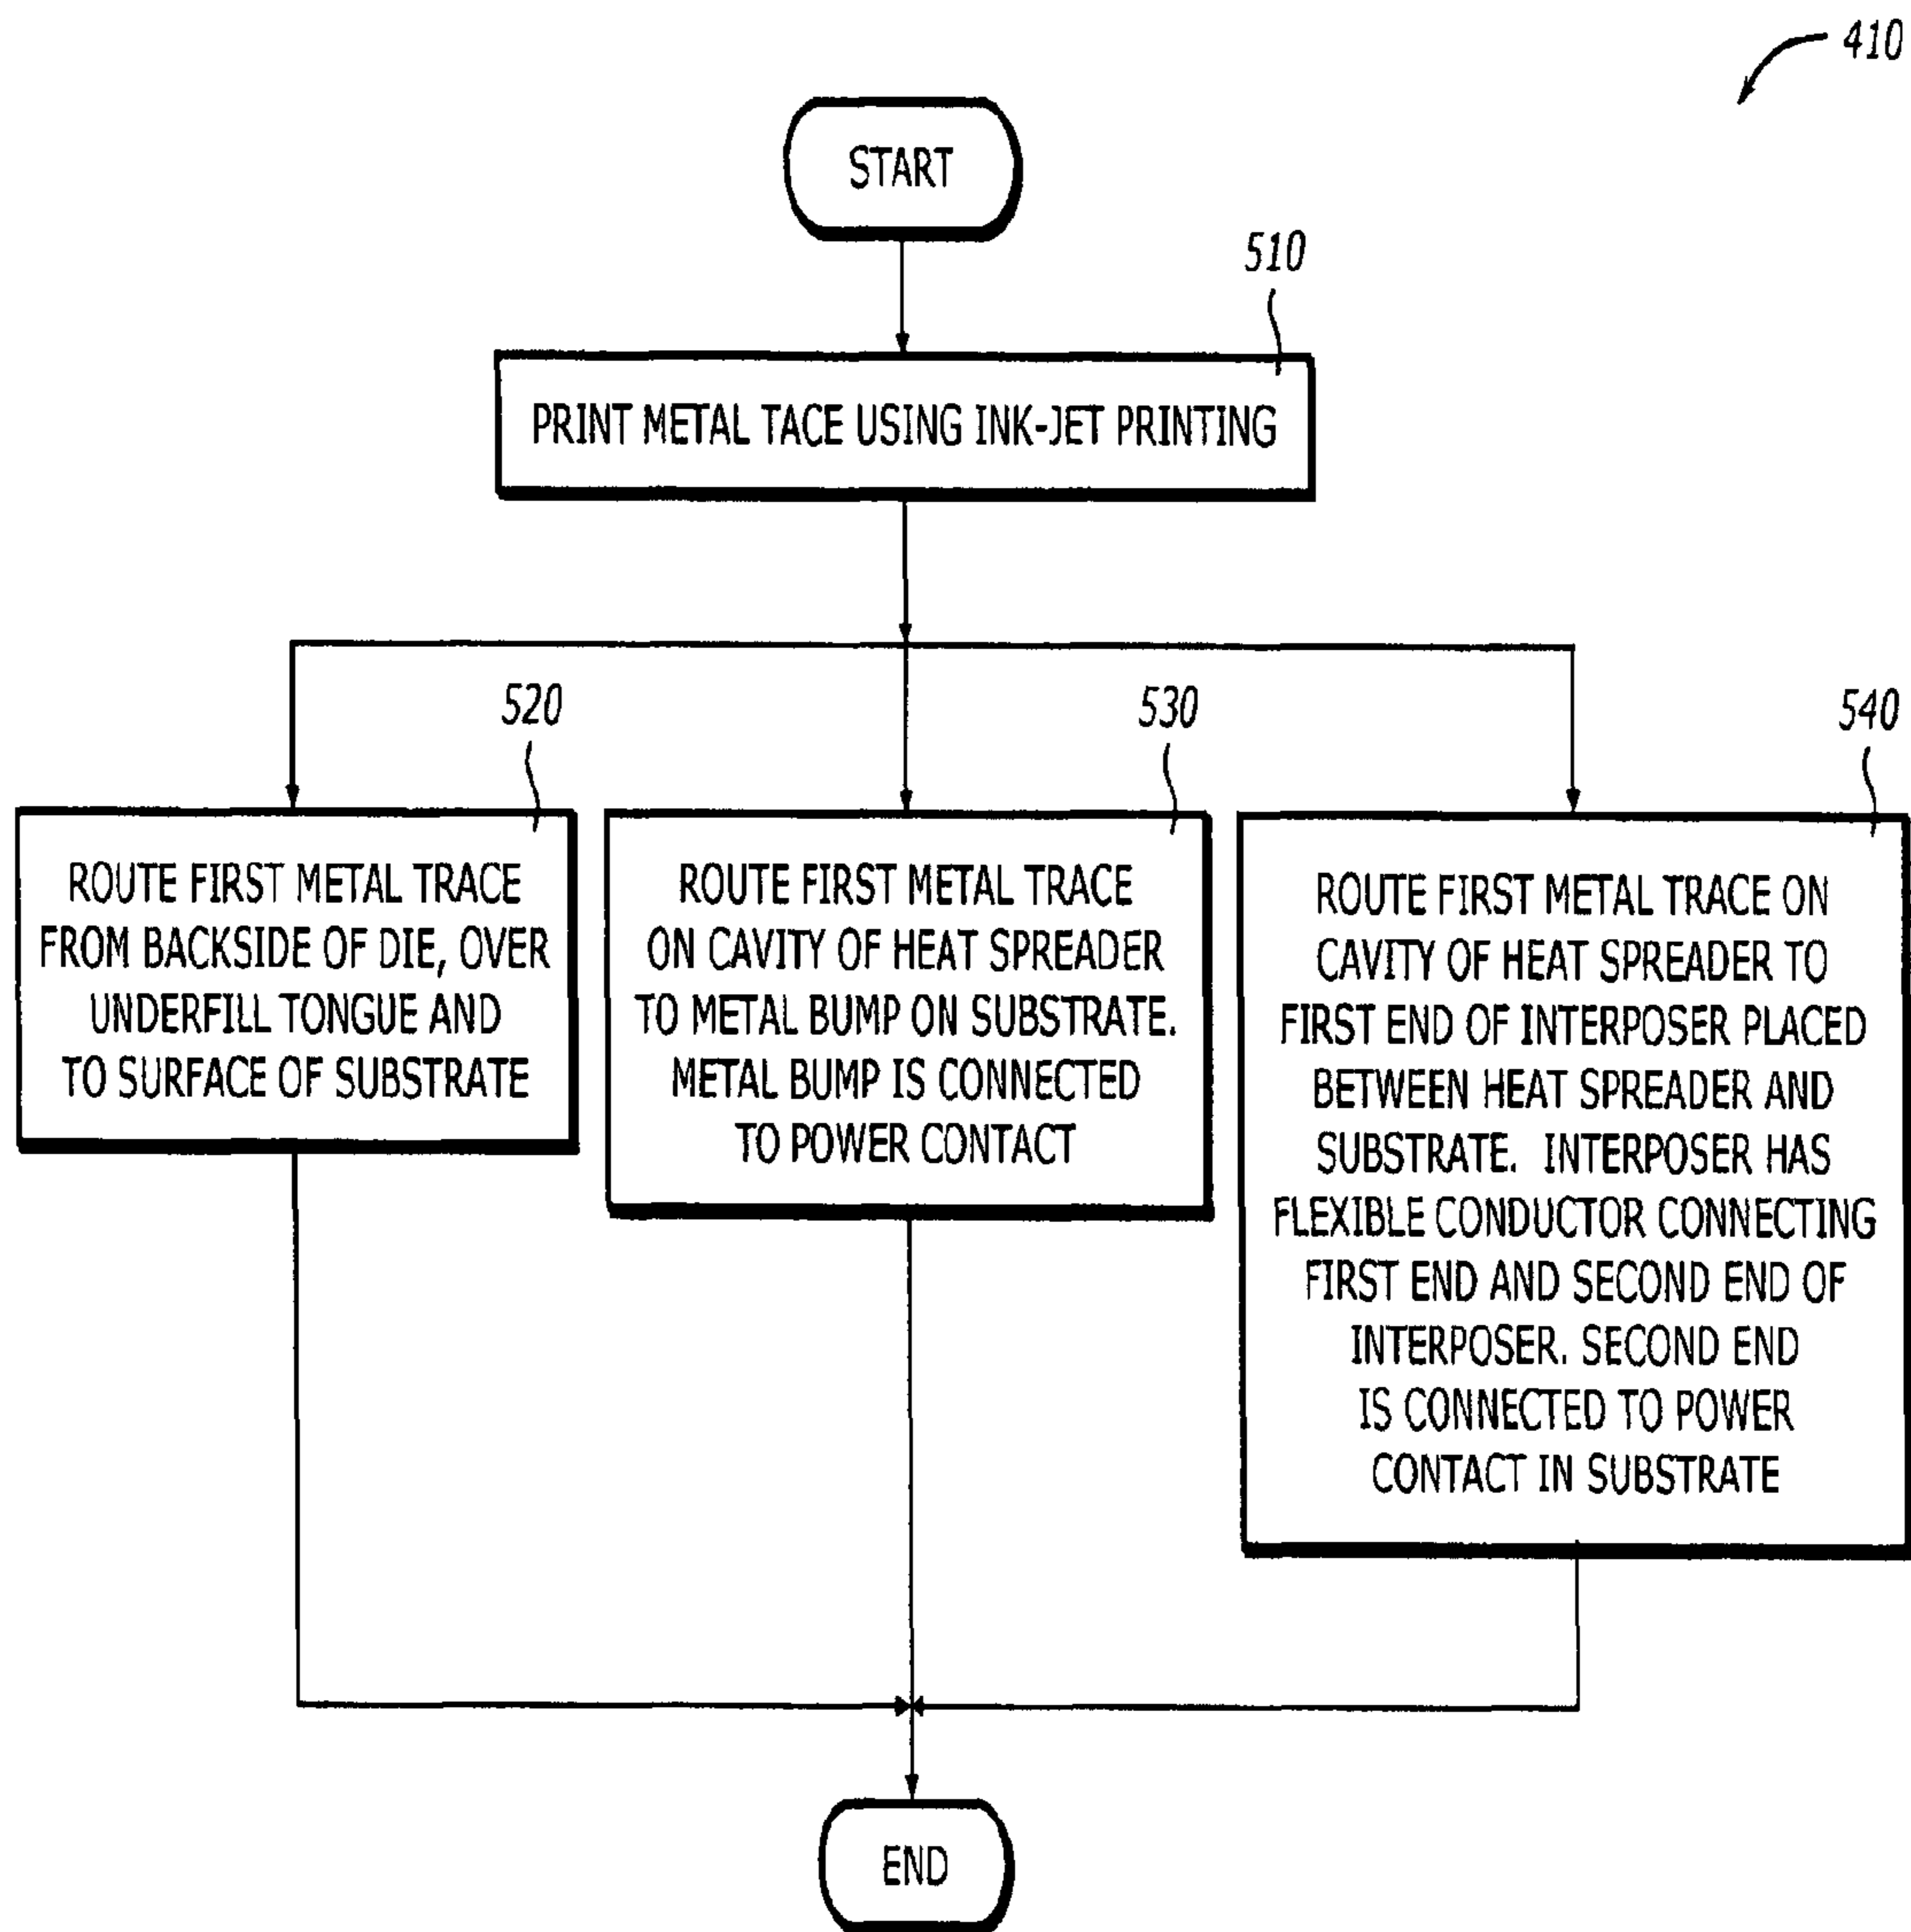 410
START
510
PRINT METAL TACE USING INK-JET PRINTING
520
ROUTE FIRST METAL TRACE
FROM BACKSIDE OF DIE, OVER
UNDERFILL TONGUE AND
TO SURFACE OF SUBSTRATE
530
ROUTE FIRST METAL TRACE
ON CAVITY OF HEAT SPREADER
TO METAL BUMP ON SUBSTRATE.
METAL BUMP IS CONNECTED
TO POWER CONTACT
540
ROUTE FIRST METAL TRACE ON
CAVITY OF HEAT SPREADER TO
FIRST END OF INTERPOSER PLACED
BETWEEN HEAT SPREADER AND
SUBSTRATE. INTERPOSER HAS
FLEXIBLE CONDUCTOR CONNECTING
FIRST END AND SECOND END OF
INTERPOSER. SECOND END
IS CONNECTED TO POWER
CONTACT IN SUBSTRATE
END